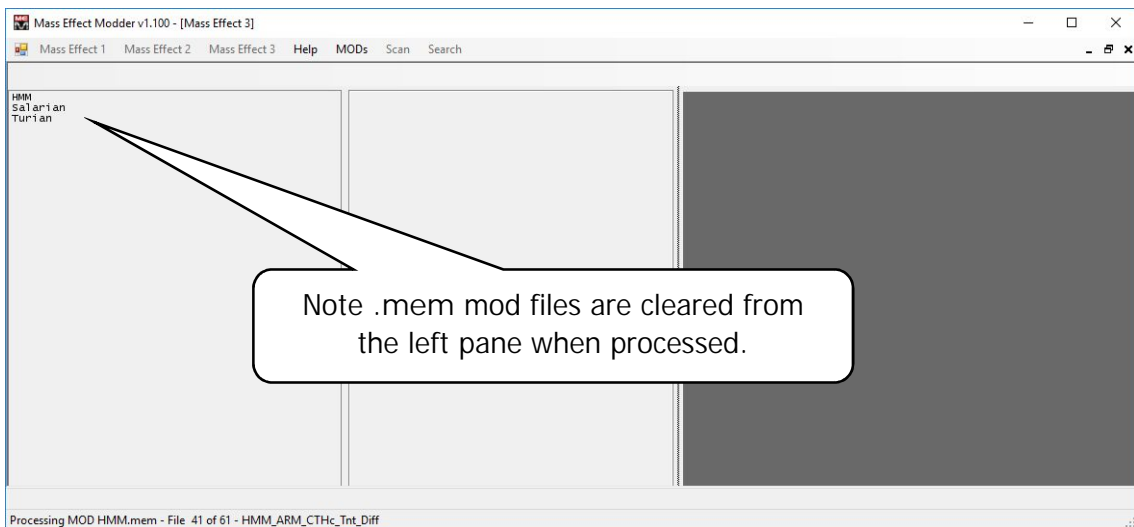 Mass Effect Modder v1.100 - [Mass Effect 3]
Mass Effect 1 Mass Effect 2 Mass Effect 3 Help MODs Scan Search
HMM
Salarian
Turian
Note .mem mod files are cleared from
the left pane when processed.
Processing MOD HMM.mem - File 41 of 61 - HMM_ARM_CTHc_Tnt_Diff